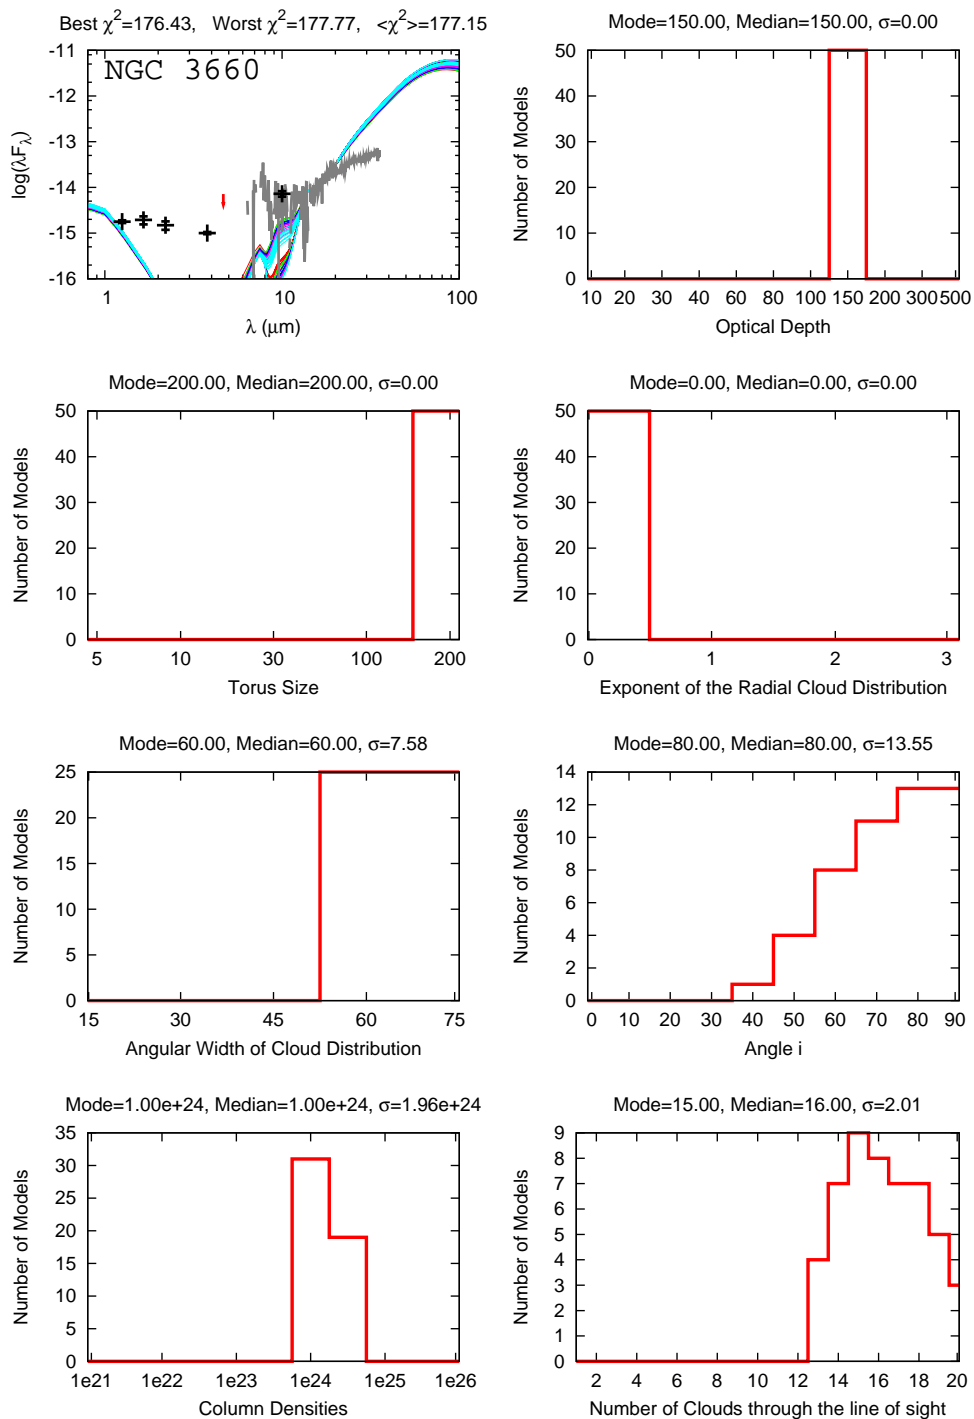 Best χ²=176.43,   Worst χ²=177.77,   <χ²>=177.15
NGC 3660
log(λFλ)
-11
-12
-13
-14
-15
-16
1 10 100
λ (μm)
Mode=150.00, Median=150.00, σ=0.00
Number of Models
50
40
30
20
10
0
10 20 30 40 60 80 100 150 200 300 500
Optical Depth
Mode=200.00, Median=200.00, σ=0.00
Number of Models
50
40
30
20
10
0
5 10 30 100 200
Torus Size
Mode=0.00, Median=0.00, σ=0.00
Number of Models
50
40
30
20
10
0
0 1 2 3
Exponent of the Radial Cloud Distribution
Mode=60.00, Median=60.00, σ=7.58
Number of Models
25
20
15
10
5
0
15 30 45 60 75
Angular Width of Cloud Distribution
Mode=80.00, Median=80.00, σ=13.55
Number of Models
14
12
10
8
6
4
2
0
0 10 20 30 40 50 60 70 80 90
Angle i
Mode=1.00e+24, Median=1.00e+24, σ=1.96e+24
Number of Models
35
30
25
20
15
10
5
0
1e21 1e22 1e23 1e24 1e25 1e26
Column Densities
Mode=15.00, Median=16.00, σ=2.01
Number of Models
9
8
7
6
5
4
3
2
1
0
2 4 6 8 10 12 14 16 18 20
Number of Clouds through the line of sight